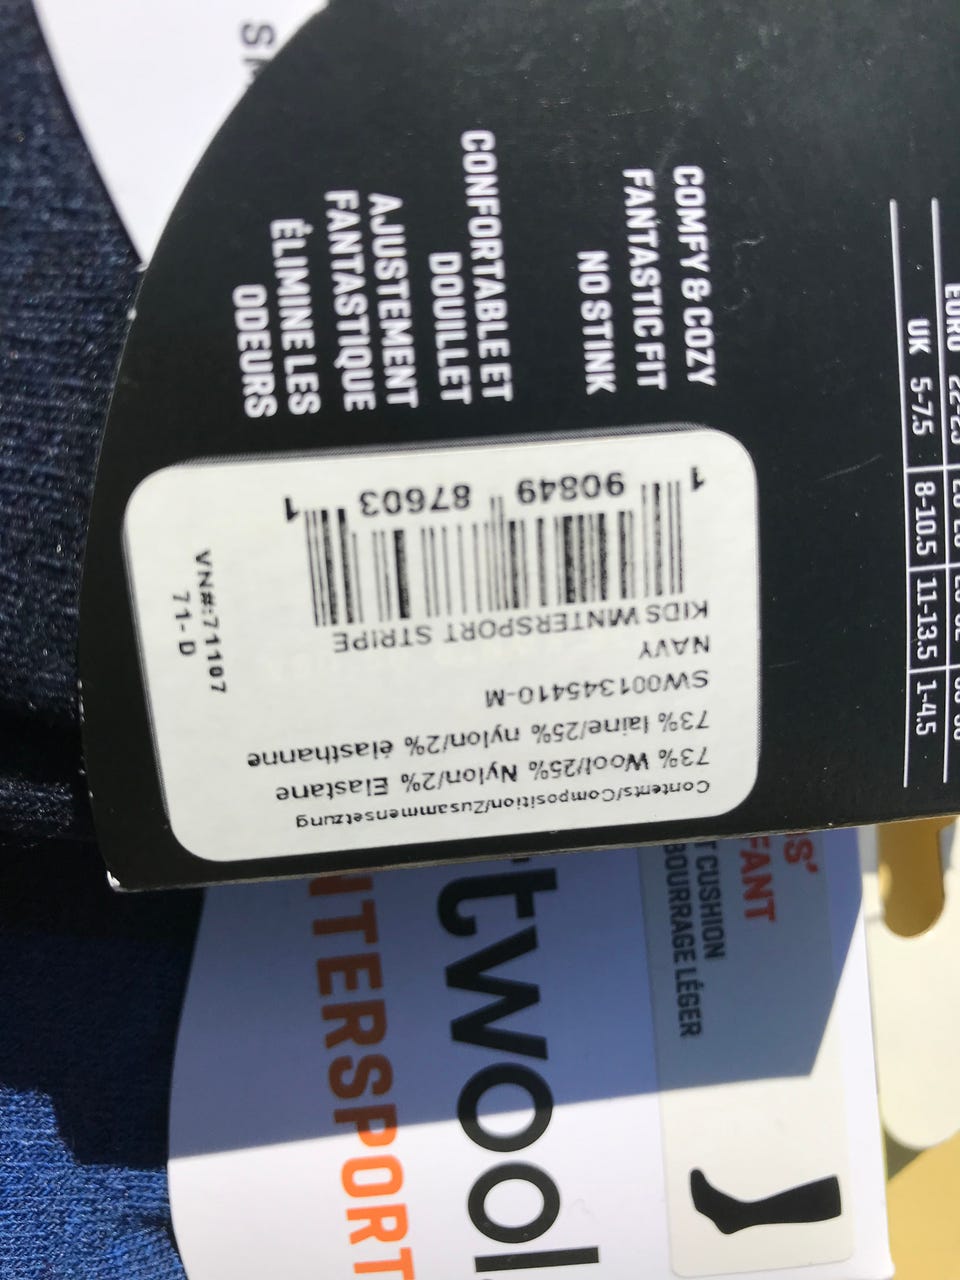 COMFY & COZY
FANTASTIC FIT
NO STINK
CONFORTABLE ET
DOUILLET
AJUSTEMENT
FANTASTIQUE
ÉLIMINE LES
ODEURS
EURO
UK 5-7.5 8-10.5 11-13.5 1-4.5
Contents/Composition/Zusammensetzung
73% Wool/25% Nylon/2% Elastane
73% laine/25% nylon/2% élasthanne
SW001345410-M
NAVY
KIDS WINTERSPORT STRIPE
1 90849 87603 1
VN#:71107
71-D
S'
FANT
T CUSHION
BOURRAGE LÉGER
twool
NTERSPORT